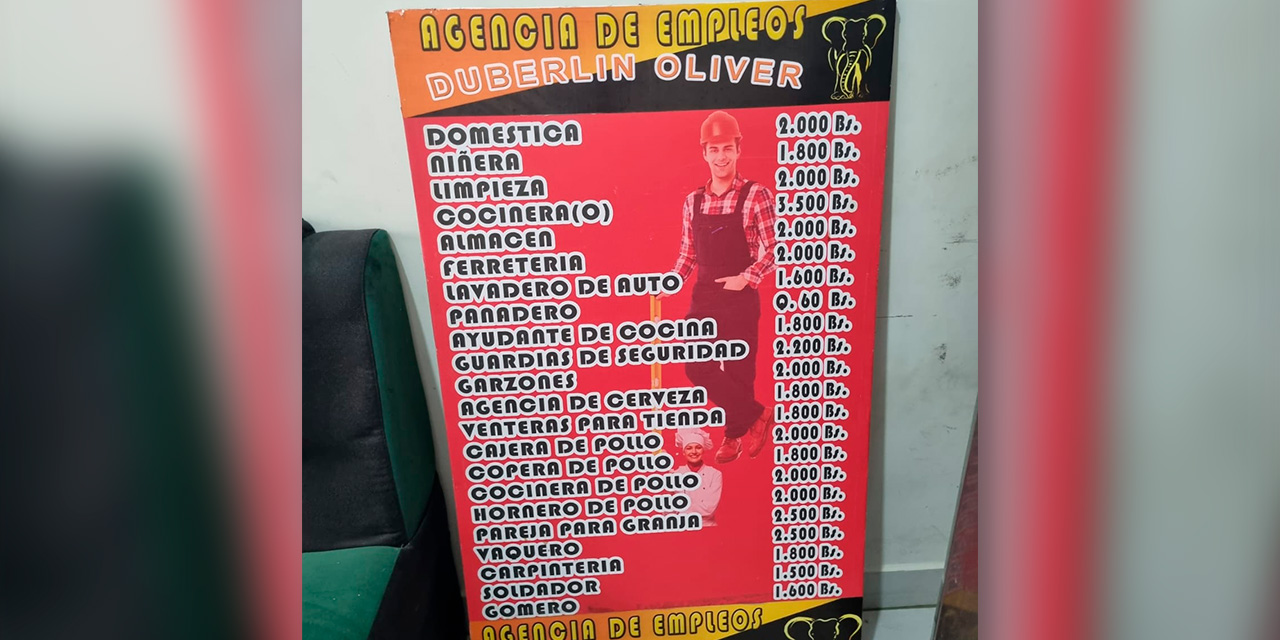 AGENCIA DE EMPLEOS
DUBERLIN OLIVER
DOMESTICA 2.000 Bs.
NIÑERA 1.800 Bs.
LIMPIEZA 2.000 Bs.
COCINERA(O) 3.500 Bs.
ALMACEN 2.000 Bs.
FERRETERIA 2.000 Bs.
LAVADERO DE AUTO 1.600 Bs.
PANADERO Q. 60 Bs.
AYUDANTE DE COCINA 1.800 Bs.
GUARDIAS DE SEGURIDAD 2.200 Bs.
GARZONES 2.000 Bs.
AGENCIA DE CERVEZA 1.800 Bs.
VENTERAS PARA TIENDA 1.800 Bs.
CAJERA DE POLLO 2.000 Bs.
COPERA DE POLLO 1.800 Bs.
COCINERA DE POLLO 2.000 Bs.
HORNERO DE POLLO 2.000 Bs.
PAREJA PARA GRANJA 2.500 Bs.
VAQUERO 2.500 Bs.
CARPINTERIA 1.800 Bs.
SOLDADOR 1.500 Bs.
GOMERO 1.600 Bs.
AGENCIA DE EMPLEOS